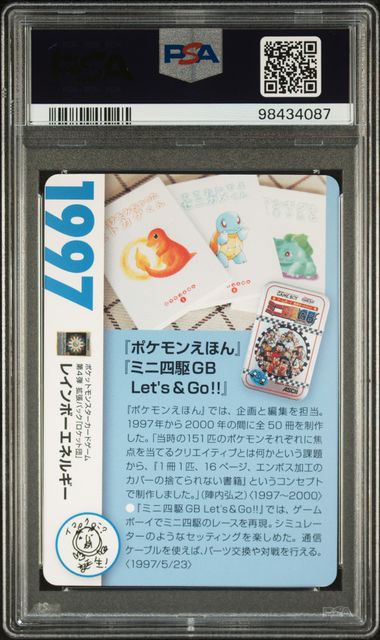 PSA
98434087
1997
ポケットモンスターカードゲーム
第4弾 拡張パック「ロケット団」
レインボーエネルギー
『ポケモンえほん』
『ミニ四駆GB
Let's&Go!!』
『ポケモンえほん』では、企画と編集を担当。
1997年から2000年の間に全50冊を制作し
た。「当時の151匹のポケモンそれぞれに焦
点を当てるクリエイティブとは何かという課題
から、「1冊1匹、16ページ、エンボス加工の
カバーの捨てられない書籍」というコンセプト
で制作しました。」(陣内弘之)〈1997~2000〉
●『ミニ四駆GB Let's&Go!!』では、ゲーム
ボーイでミニ四駆のレースを再現。シミュレー
ターのようなセッティングを楽しめた。通信
ケーブルを使えば、パーツ交換や対戦を行える。
〈1997/5/23〉